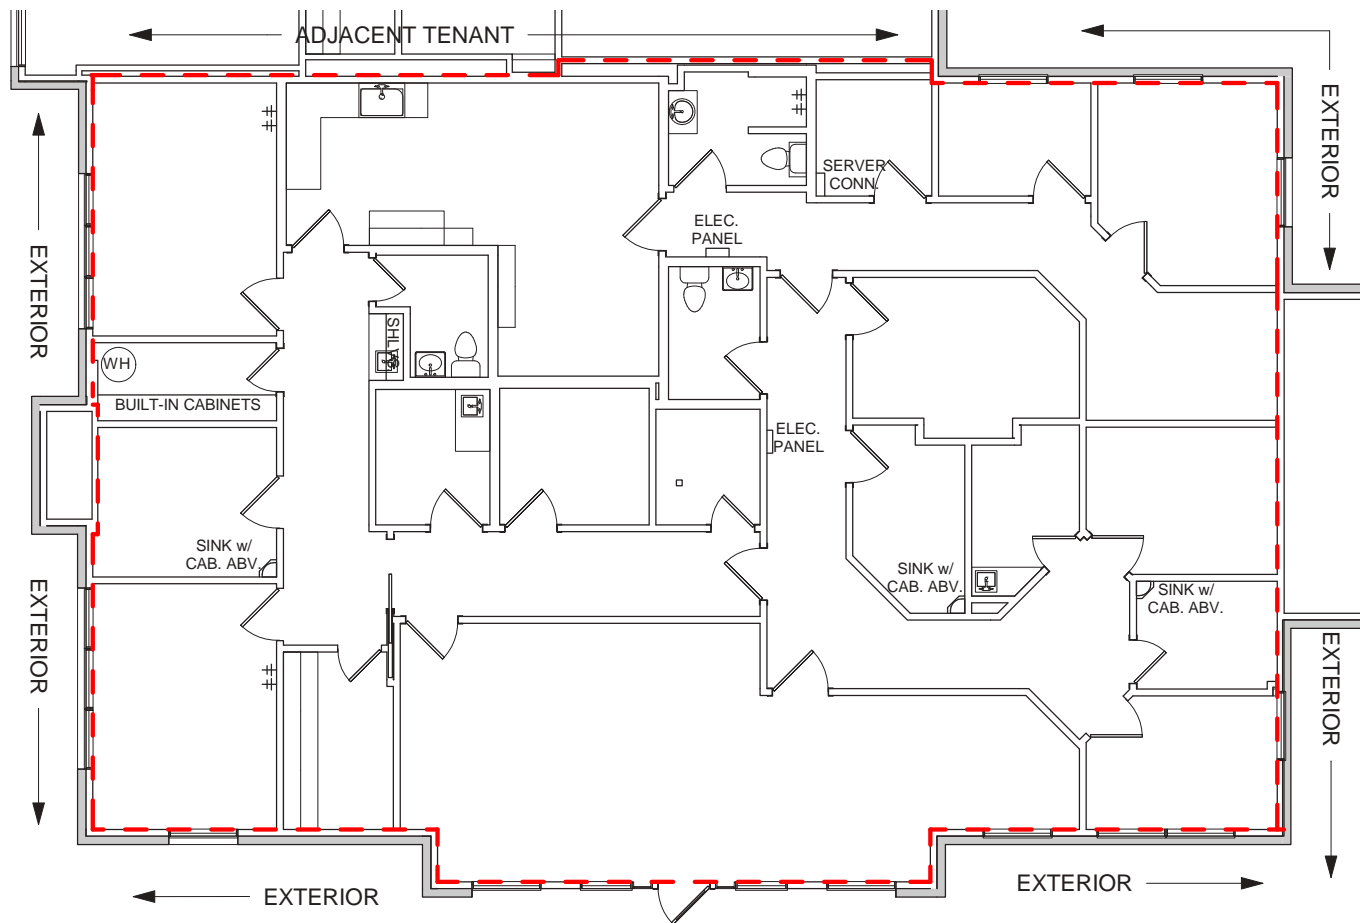 ADJACENT TENANT
EXTERIOR
SERVER
CONN.
ELEC.
PANEL
EXTERIOR
SHLVS
WH
BUILT-IN CABINETS
ELEC.
PANEL
SINK w/
CAB. ABV.
SINK w/
CAB. ABV.
SINK w/
CAB. ABV.
EXTERIOR
EXTERIOR
EXTERIOR
EXTERIOR